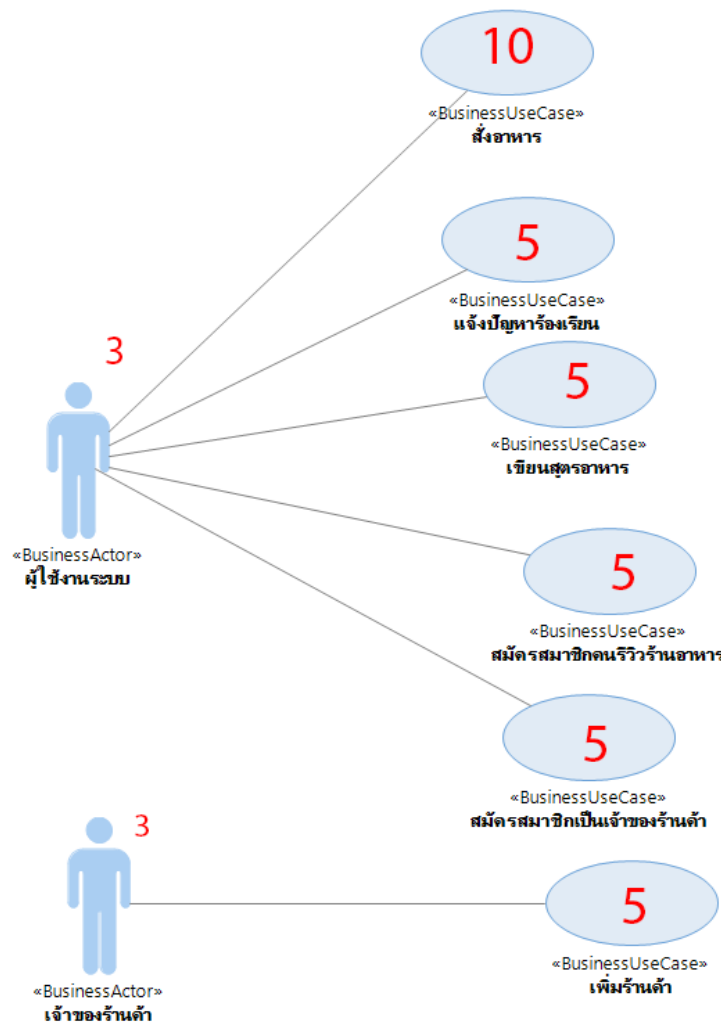 10
«BusinessUseCase»
สั่งอาหาร
5
«BusinessUseCase»
แจ้งปัญหาร้องเรียน
3
5
«BusinessUseCase»
เขียนสูตรอาหาร
«BusinessActor»
ผู้ใช้งานระบบ
5
«BusinessUseCase»
สมัครสมาชิกคนรีวิวร้านอาหาร
5
«BusinessUseCase»
สมัครสมาชิกเป็นเจ้าของร้านค้า
3
5
«BusinessUseCase»
เพิ่มร้านค้า
«BusinessActor»
เจ้าของร้านค้า